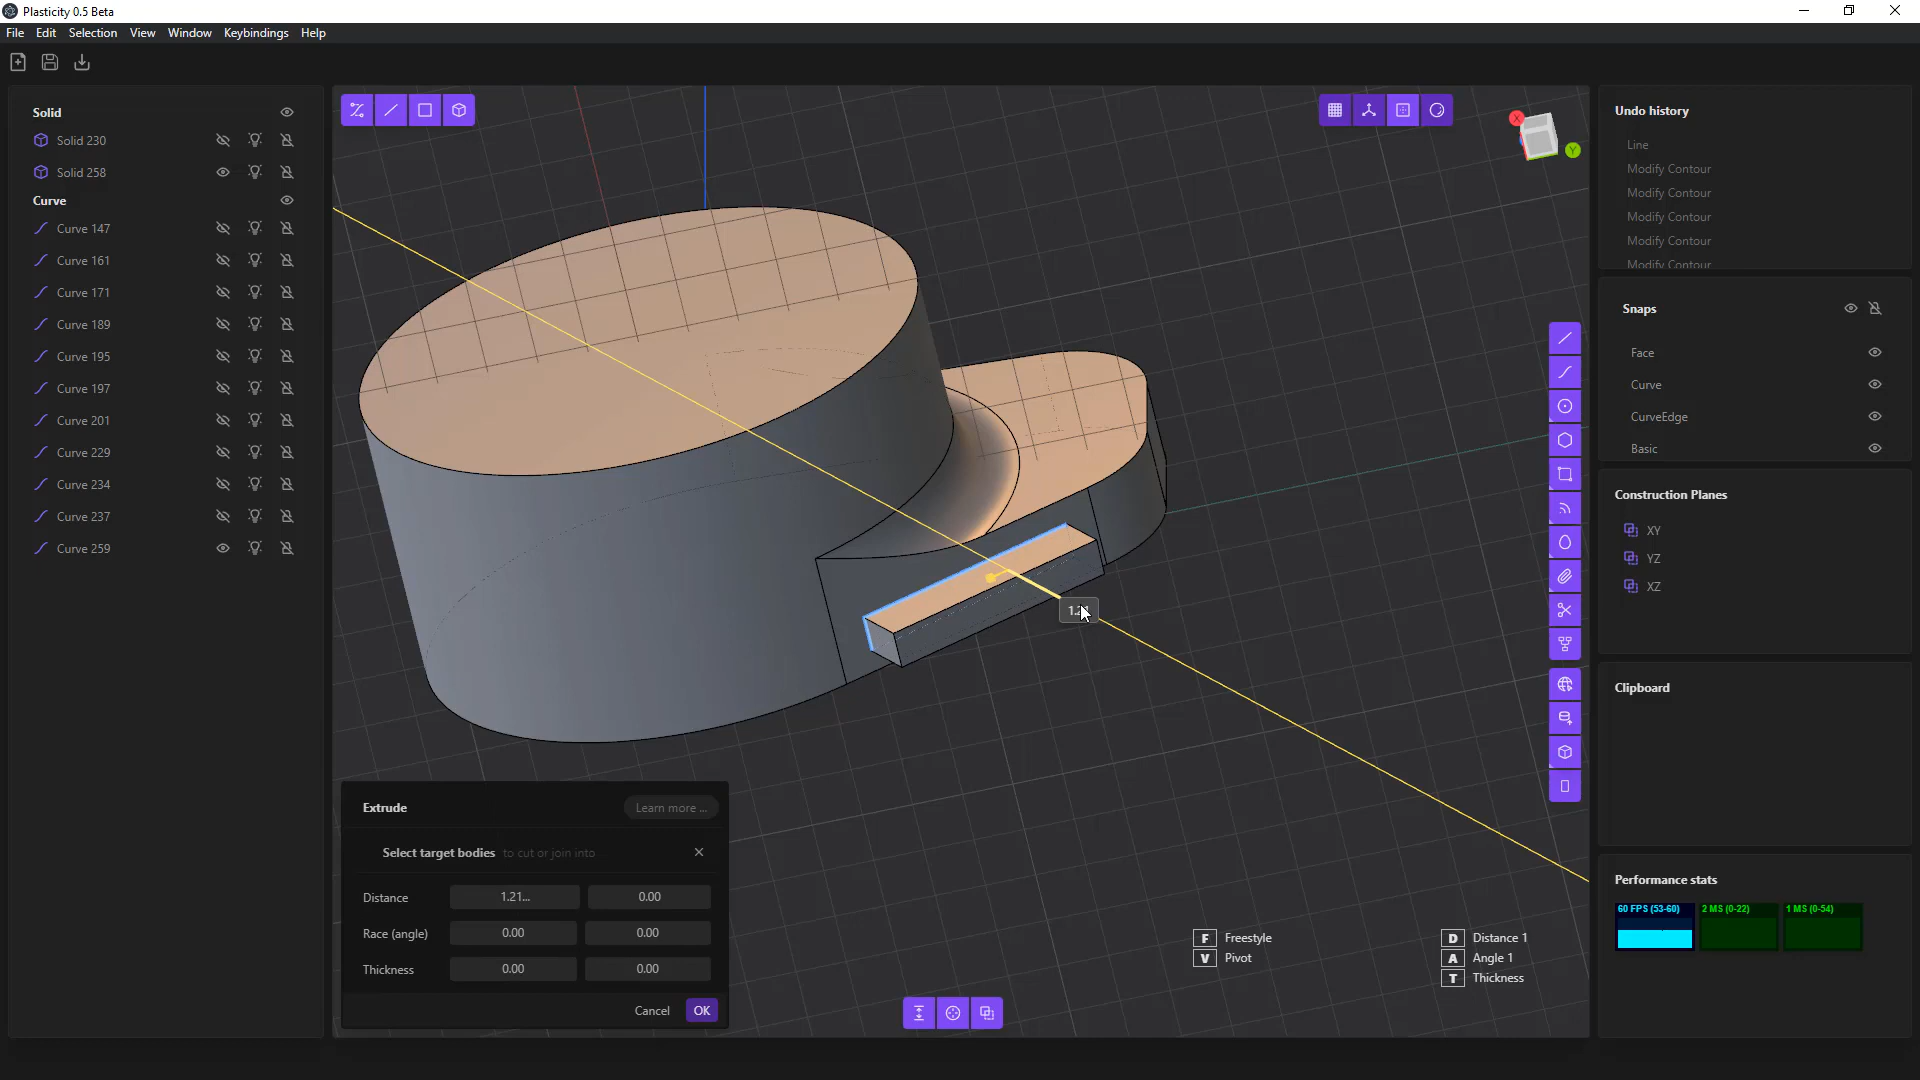 Plasticity 0.5 Beta
File Edit Selection View Window Keybindings Help
Solid
Solid 230
Solid 258
Curve
Curve 147
Curve 161
Curve 171
Curve 189
Curve 195
Curve 197
Curve 201
Curve 229
Curve 234
Curve 237
Curve 259
X
Y
Extrude
Learn more ...
Select target bodies to cut or join into
Distance 1.21... 0.00
Race (angle) 0.00 0.00
Thickness 0.00 0.00
Cancel OK
F Freestyle
V Pivot
D Distance 1
A Angle 1
T Thickness
Undo history
Line
Modify Contour
Modify Contour
Modify Contour
Modify Contour
Modify Contour
Snaps
Face
Curve
CurveEdge
Basic
Construction Planes
XY
YZ
XZ
Clipboard
Performance stats
60 FPS (53-60) 2 MS (0-22) 1 MS (0-54)